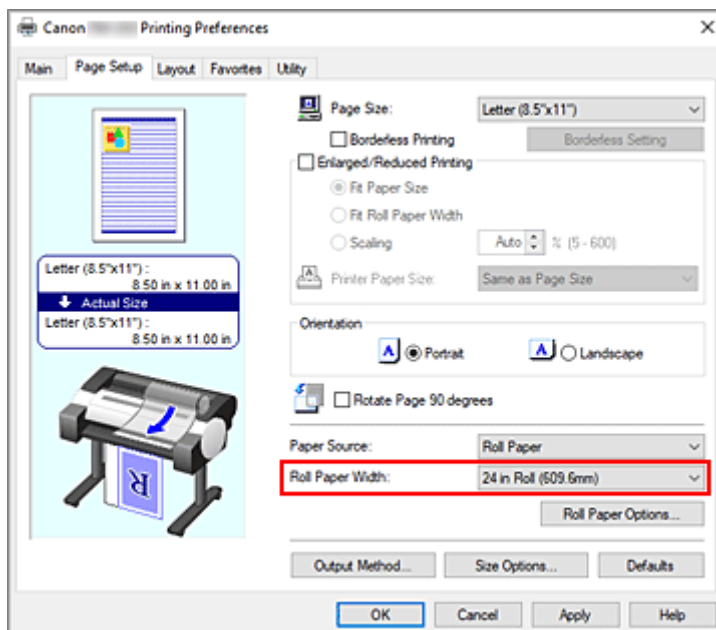 Canon Printing Preferences
Main Page Setup Layout Favorites Utility
Page Size: Letter (8.5"x11")
Borderless Printing Borderless Setting
Enlarged/Reduced Printing
Fit Paper Size
Fit Roll Paper Width
Scaling Auto % (5 - 600)
Printer Paper Size: Same as Page Size
Letter (8.5"x11") :
8.50 in x 11.00 in
Actual Size
Letter (8.5"x11") :
8.50 in x 11.00 in
Orientation
A Portrait A Landscape
Rotate Page 90 degrees
R
Paper Source: Roll Paper
Roll Paper Width: 24 in Roll (609.6mm)
Roll Paper Options...
Output Method... Size Options... Defaults
OK Cancel Apply Help